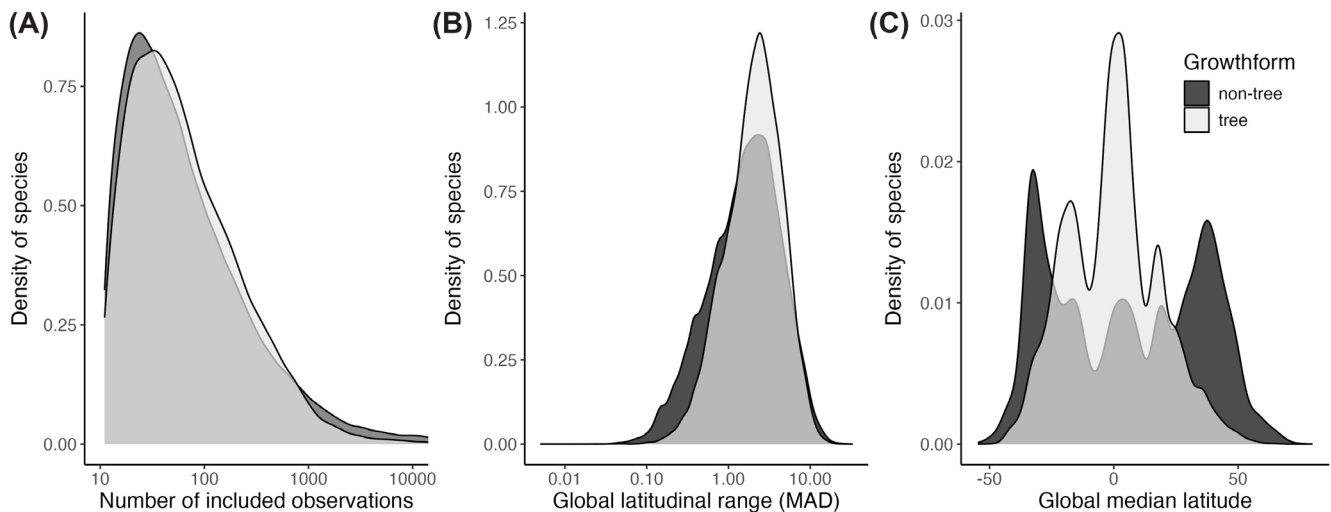 (A)
Density of species
0.75
0.50
0.25
0.00
10
100
1000
10000
Number of included observations
(B)
Density of species
1.25
1.00
0.75
0.50
0.25
0.00
0.01
0.10
1.00
10.00
Global latitudinal range (MAD)
(C)
Density of species
0.03
0.02
0.01
0.00
-50
0
50
Global median latitude
Growthform
non-tree
tree